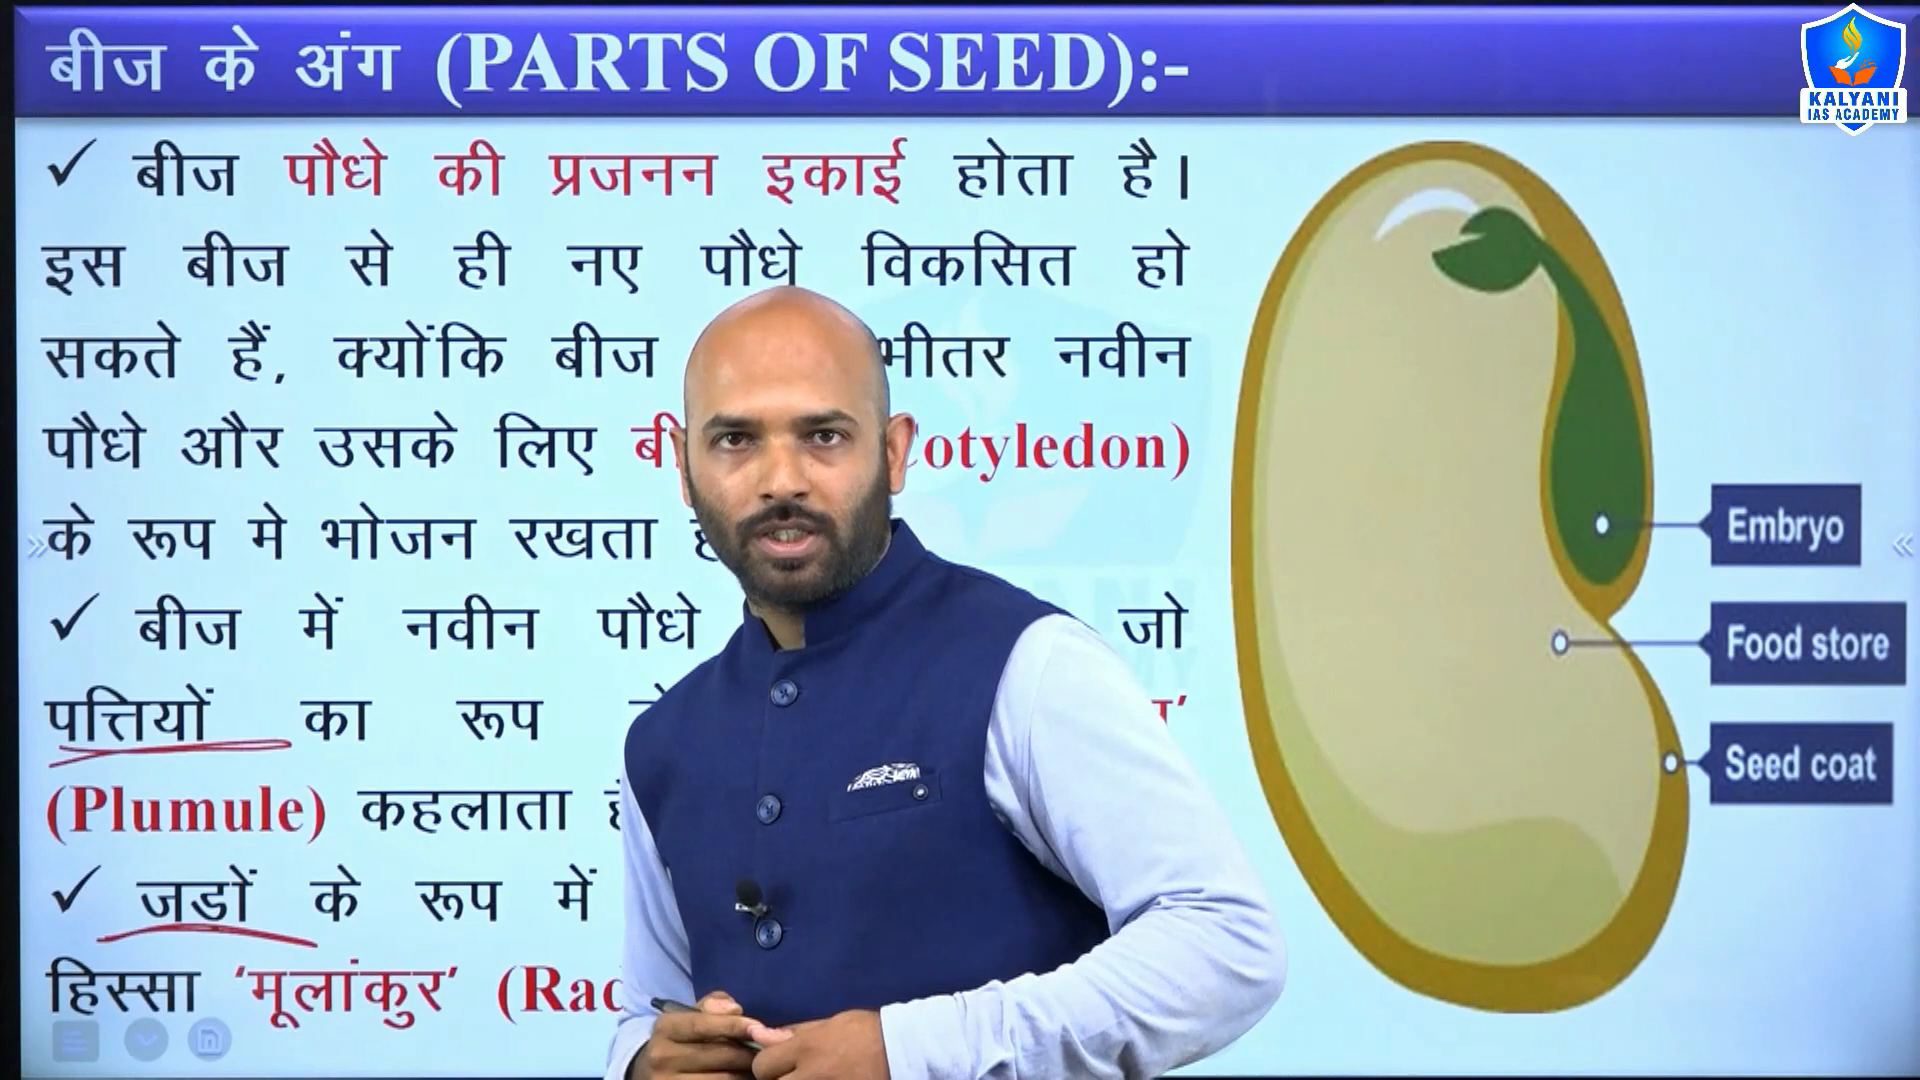 बीज के अंग (PARTS OF SEED):-
KALYANI
IAS ACADEMY
✓ बीज पौधे की प्रजनन इकाई होता है।
इस बीज से ही नए पौधे विकसित हो
सकते हैं, क्योंकि बीज भीतर नवीन
पौधे और उसके लिए Cotyledon)
के रूप मे भोजन रखता
✓ बीज में नवीन पौधे जो
पत्तियों का रूप
(Plumule) कहलाता
✓ जडों के रूप में
हिस्सा 'मूलांकुर'
Embryo
Food store
Seed coat